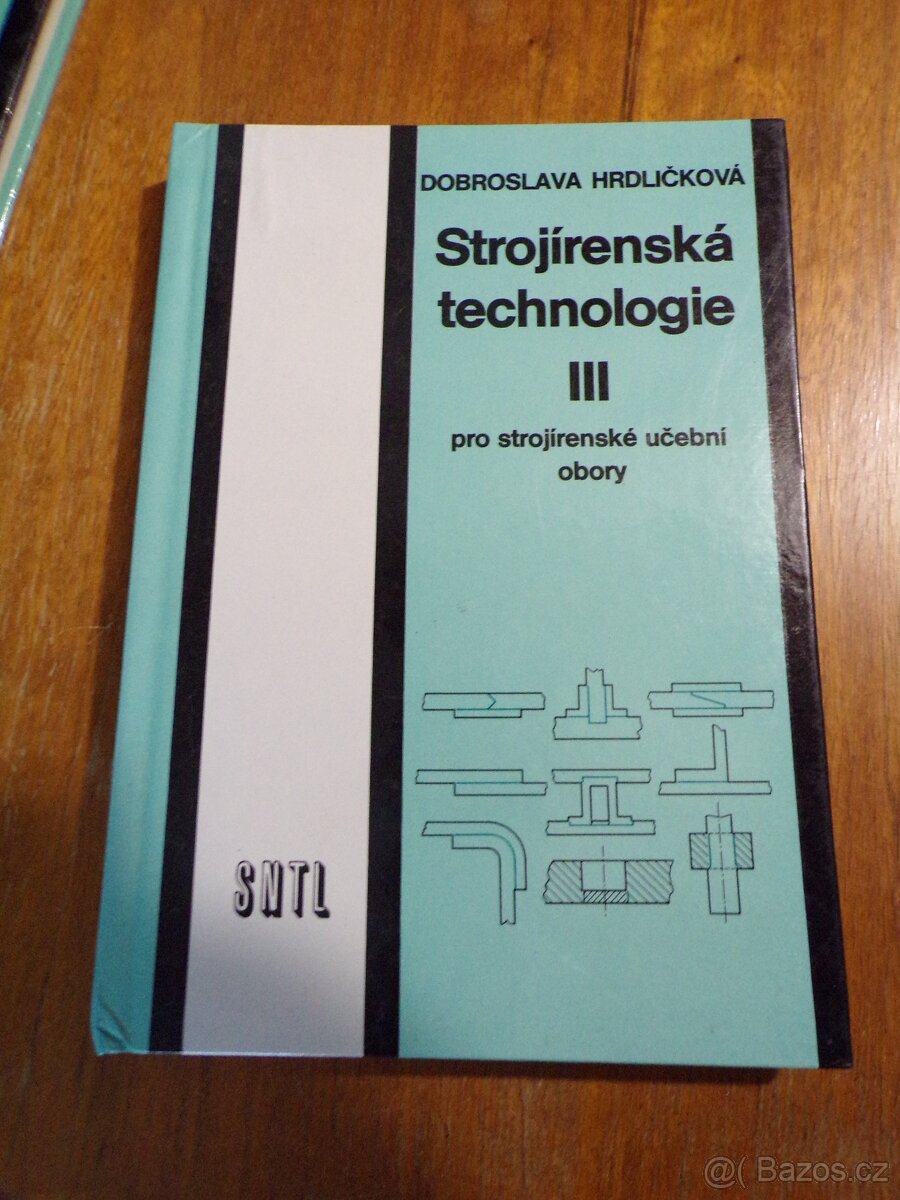 DOBROSLAVA HRDLIČKOVÁ
Strojírenská
technologie
III
pro strojírenské učební
obory
SNTL
@( Bazos.cz